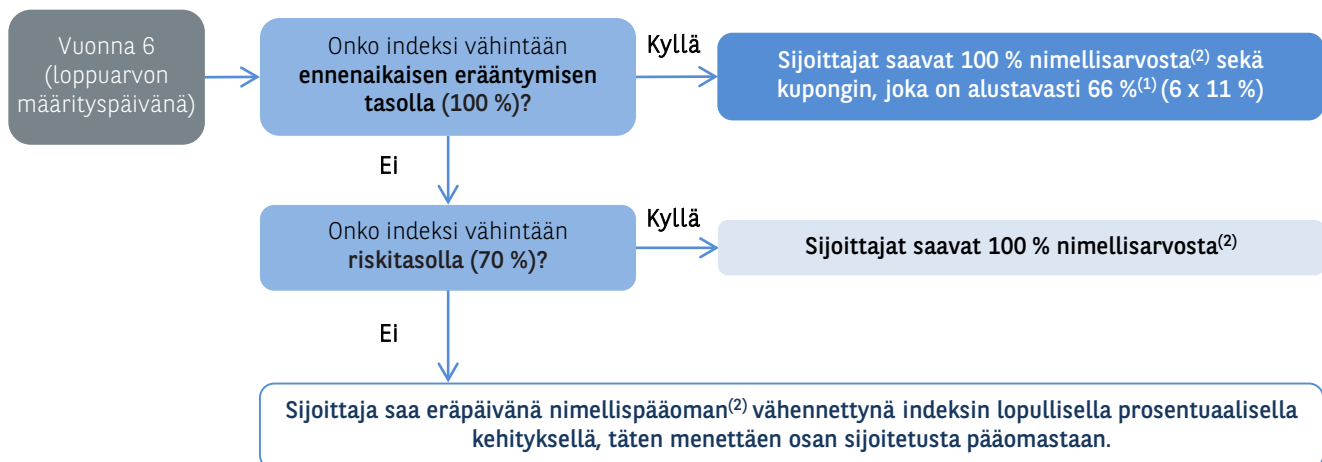 Vuonna 6
(loppuarvon
määrityspäivänä)
Onko indeksi vähintään
ennenaikaisen erääntymisen
tasolla (100 %)?
Kyllä
Sijoittajat saavat 100 % nimellisarvosta(2) sekä
kupongin, joka on alustavasti 66 %(1) (6 x 11 %)
Ei
Onko indeksi vähintään
riskitasolla (70 %)?
Kyllä
Sijoittajat saavat 100 % nimellisarvosta(2)
Ei
Sijoittaja saa eräpäivänä nimellispääoman(2) vähennettynä indeksin lopullisella prosentuaalisella
kehityksellä, täten menettäen osan sijoitetusta pääomastaan.